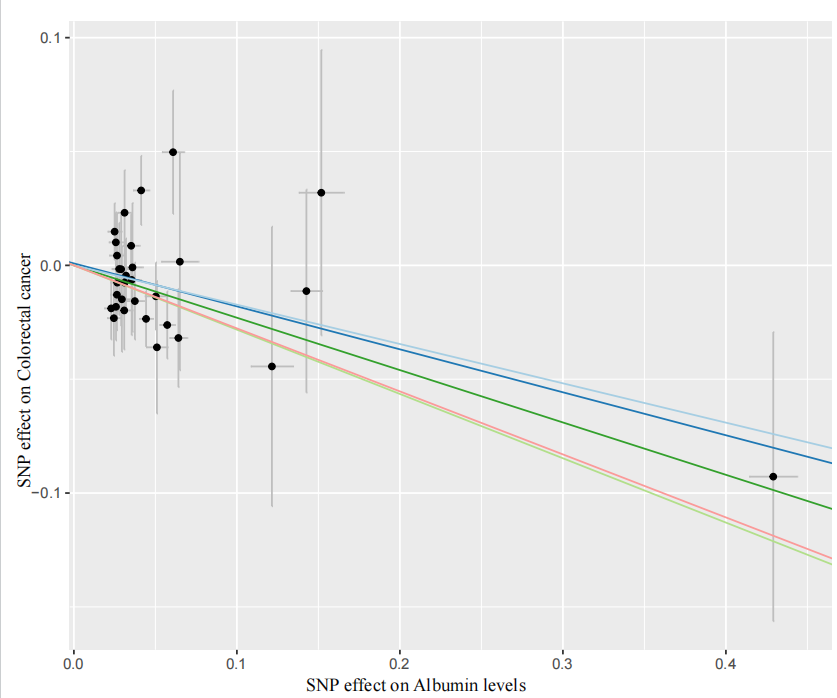 SNP effect on Colorectal cancer
0.1
0.0
−0.1
0.0 0.1 0.2 0.3 0.4
SNP effect on Albumin levels